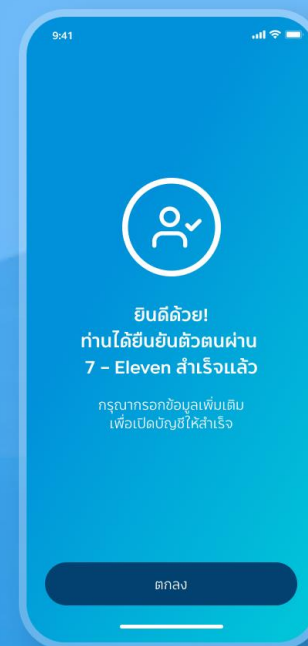 9:41
ยินดีด้วย!
ท่านได้ยืนยันตัวตนผ่าน
7 – Eleven สำเร็จแล้ว
กรุณากรอกข้อมูลเพิ่มเติม
เพื่อเปิดบัญชีให้สำเร็จ
ตกลง